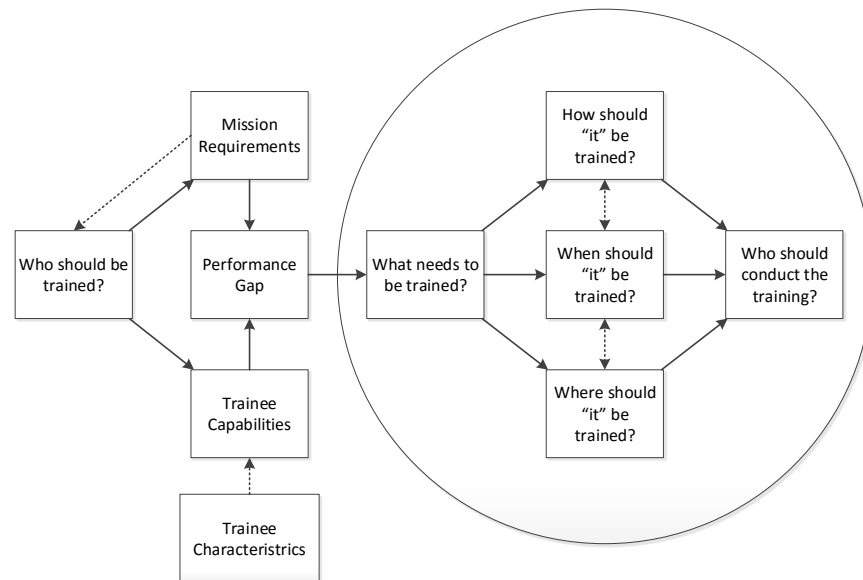 Mission
Requirements
Who should be
trained?
Performance
Gap
Trainee
Capabilities
Trainee
Characteristrics
What needs to
be trained?
How should
“it” be
trained?
When should
“it” be
trained?
Where should
“it” be
trained?
Who should
conduct the
training?